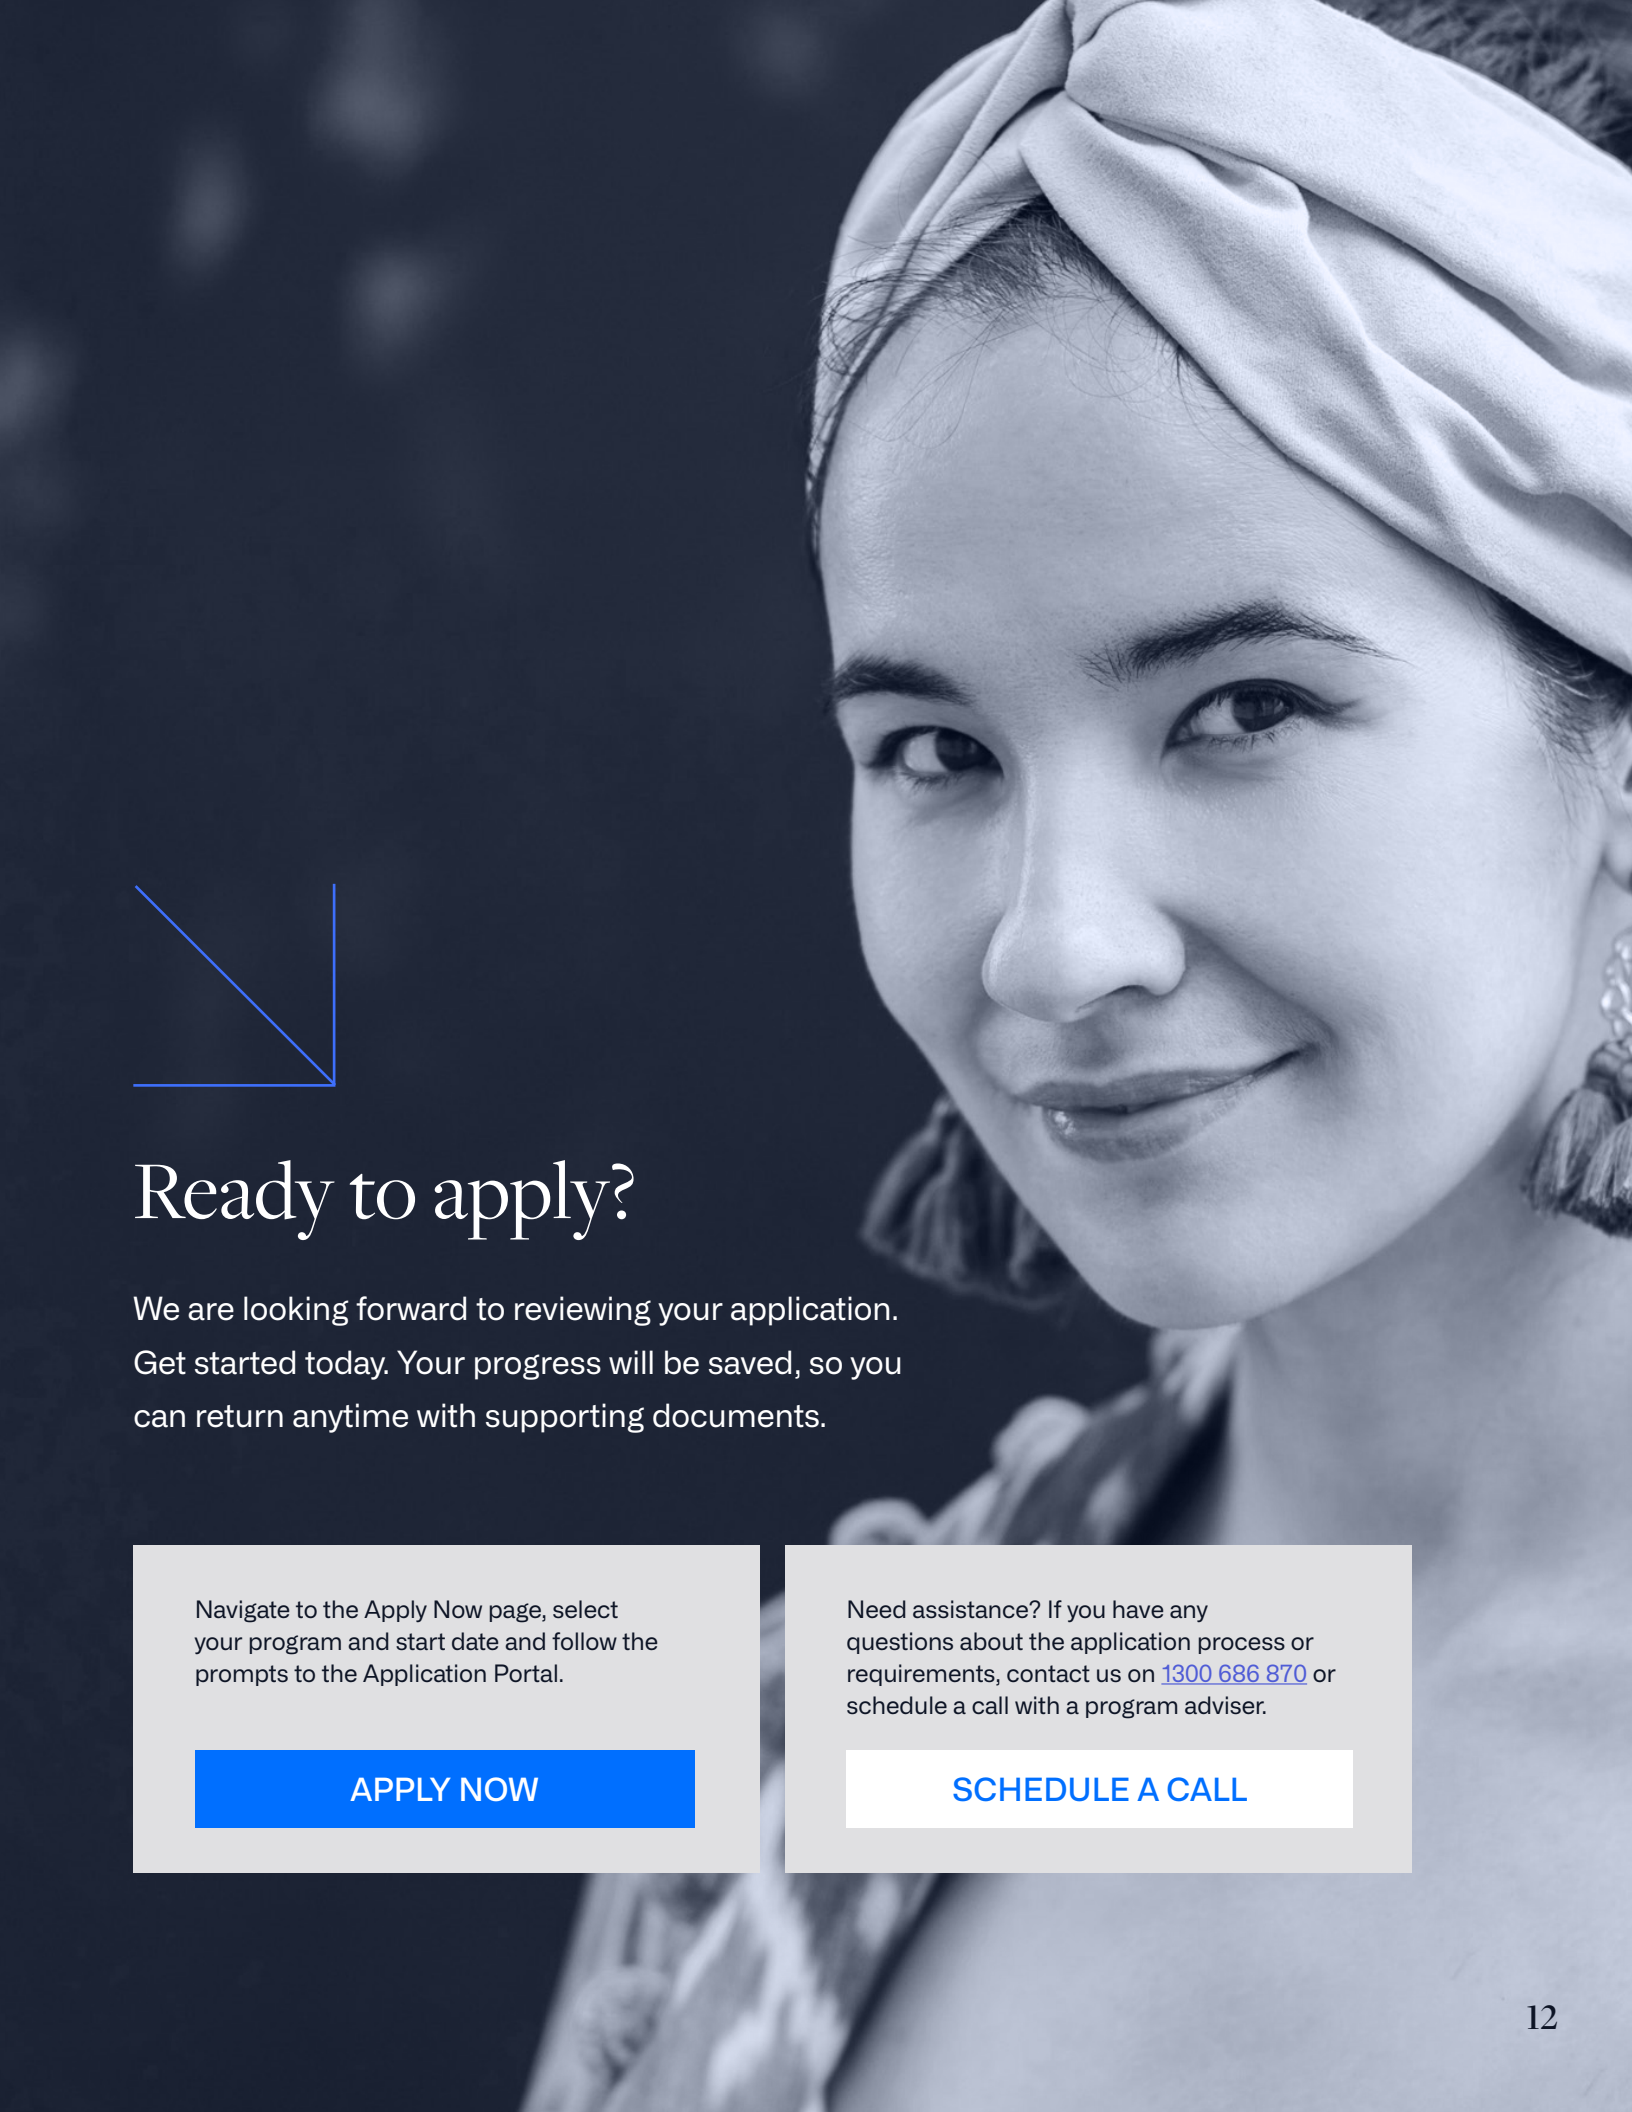 Ready to apply?
We are looking forward to reviewing your application.
Get started today. Your progress will be saved, so you
can return anytime with supporting documents.
Navigate to the Apply Now page, select
your program and start date and follow the
prompts to the Application Portal.
APPLY NOW
Need assistance? If you have any
questions about the application process or
requirements, contact us on 1300 686 870 or
schedule a call with a program adviser.
SCHEDULE A CALL
12